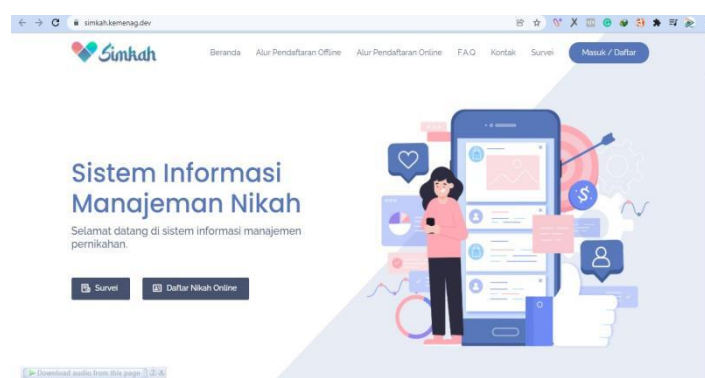 simkah.kemenag.dev
Simkah
Beranda Alur Pendaftaran Offline Alur Pendaftaran Online F.A.Q Kontak Survei Masuk / Daftar
Sistem Informasi
Manajeman Nikah
Selamat datang di sistem informasi manajemen
pernikahan.
Survei Daftar Nikah Online
Download audio from this page